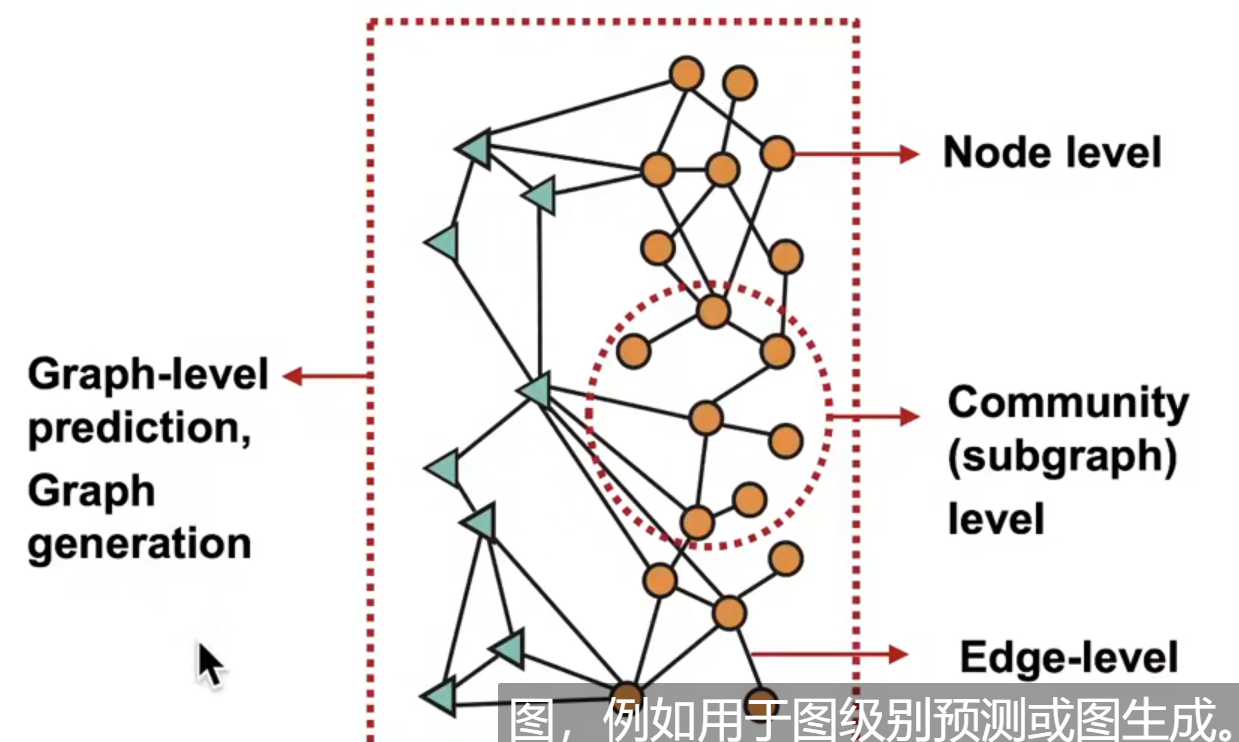 Node level
Graph-level
prediction,
Graph
generation
Community
(subgraph)
level
Edge-level
图，例如用于图级别预测或图生成。